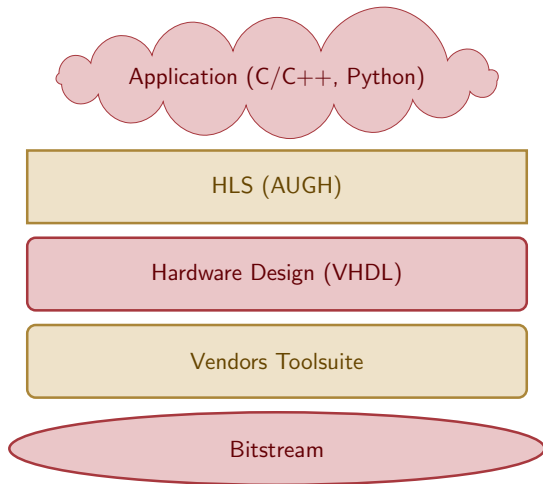 Application (C/C++, Python)
HLS (AUGH)
Hardware Design (VHDL)
Vendors Toolsuite
Bitstream